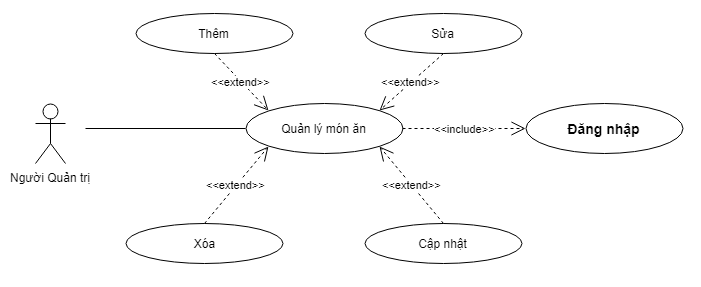 Thêm
Sửa
<<extend>>
<<extend>>
Quản lý món ăn
<<include>>
Đăng nhập
Người Quản trị
<<extend>>
<<extend>>
Xóa
Cập nhật